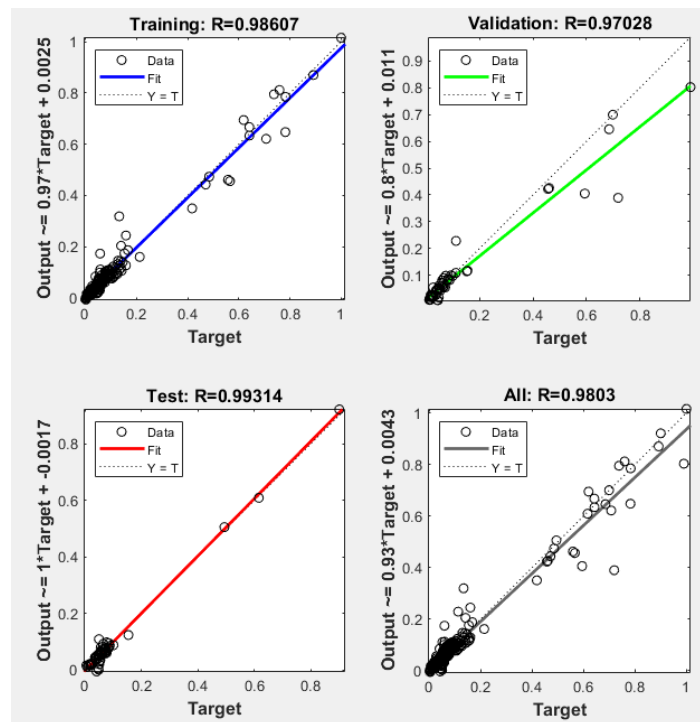 Training: R=0.98607
Output ~= 0.97*Target + 0.0025
1
0.8
0.6
0.4
0.2
0
Data
Fit
Y = T
0 0.2 0.4 0.6 0.8 1
Target
Validation: R=0.97028
Output ~= 0.8*Target + 0.011
0.9
0.8
0.7
0.6
0.5
0.4
0.3
0.2
0.1
Data
Fit
Y = T
0.2 0.4 0.6 0.8
Target
Test: R=0.99314
Output ~= 1*Target + -0.0017
0.8
0.6
0.4
0.2
0
Data
Fit
Y = T
0 0.2 0.4 0.6 0.8
Target
All: R=0.9803
Output ~= 0.93*Target + 0.0043
1
0.8
0.6
0.4
0.2
0
Data
Fit
Y = T
0 0.2 0.4 0.6 0.8 1
Target